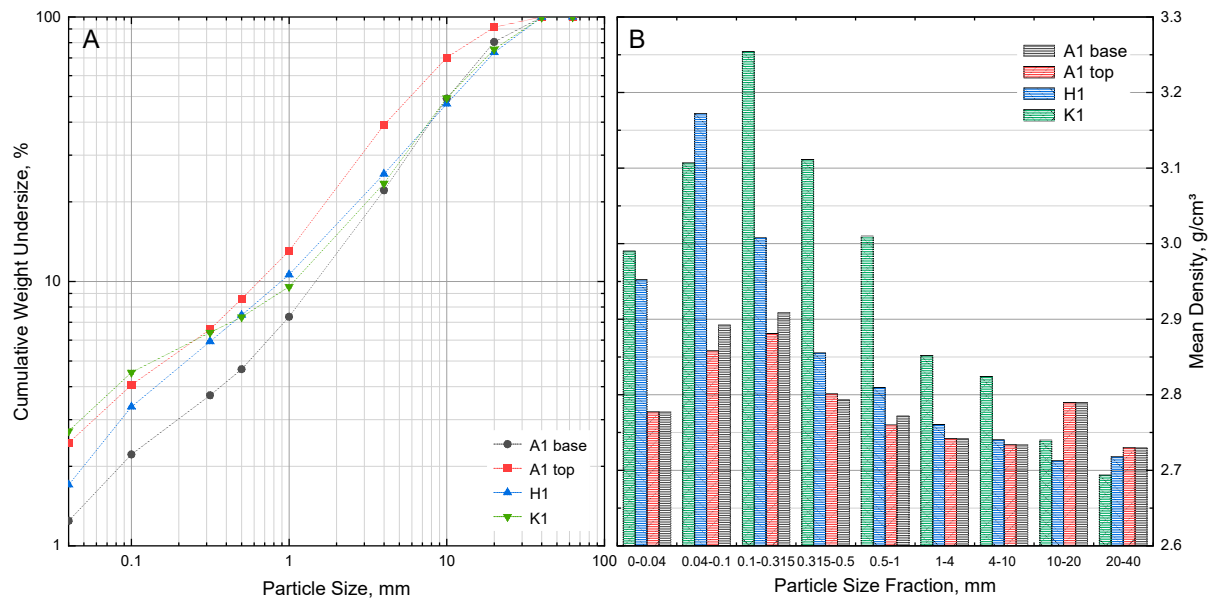 A
Cumulative Weight Undersize, %
100
10
1
0.1
1
10
100
Particle Size, mm
A1 base
A1 top
H1
K1
B
A1 base
A1 top
H1
K1
3.3
3.2
3.1
3.0
2.9
2.8
2.7
2.6
Mean Density, g/cm³
0-0.04
0.04-0.1
0.1-0.315
0.315-0.5
0.5-1
1-4
4-10
10-20
20-40
Particle Size Fraction, mm